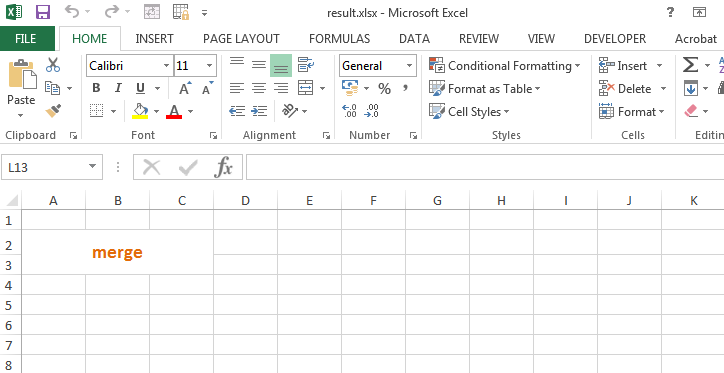 result.xlsx - Microsoft Excel
?
FILE HOME INSERT PAGE LAYOUT FORMULAS DATA REVIEW VIEW DEVELOPER Acrobat
Calibri 11 General Conditional Formatting Insert Σ
Paste A A % , Format as Table Delete
B I U A .00 .00 Cell Styles Format
Clipboard Font Alignment Number Styles Cells Editin
L13 fx
A B C D E F G H I J K
1
2
merge
3
4
5
6
7
8